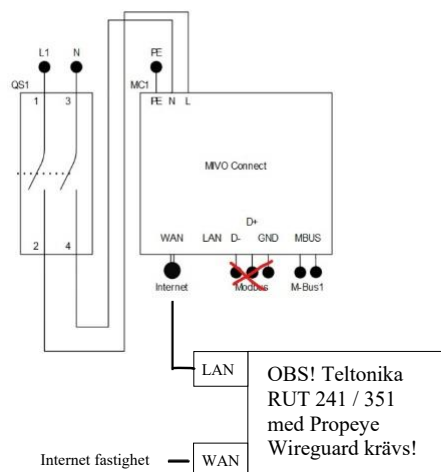 L1 N PE
QS1 MC1
1 3 PE N L
MIVO Connect
D+
WAN LAN D- GND MBUS
2 4
Internet Modbus M-Bus1
LAN
OBS! Teltonika
RUT 241 / 351
med Propeye
Wireguard krävs!
Internet fastighet WAN